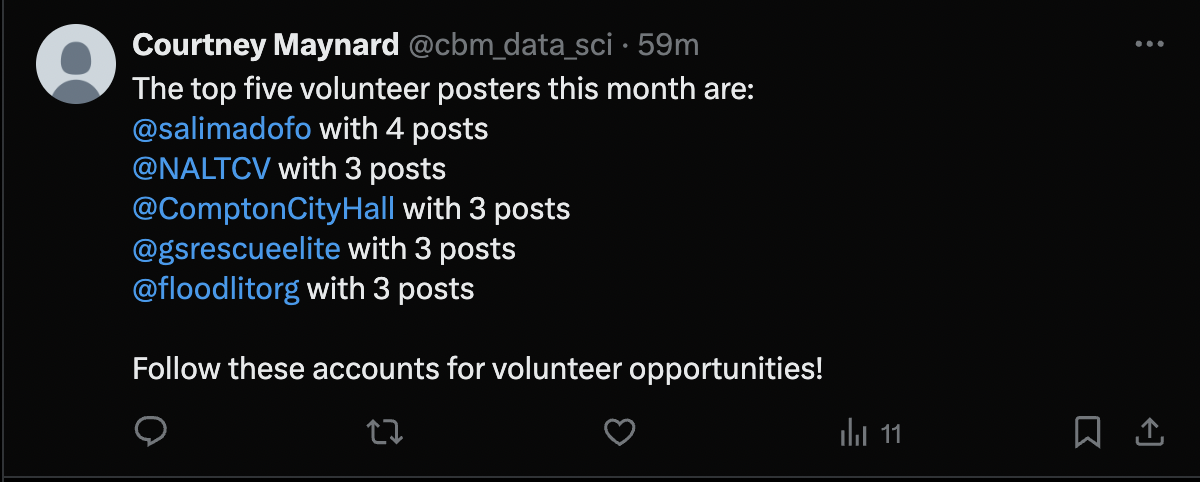 Courtney Maynard @cbm_data_sci · 59m
The top five volunteer posters this month are:
@salimadofo with 4 posts
@NALTCV with 3 posts
@ComptonCityHall with 3 posts
@gsrescueelite with 3 posts
@floodlitorg with 3 posts
Follow these accounts for volunteer opportunities!
11